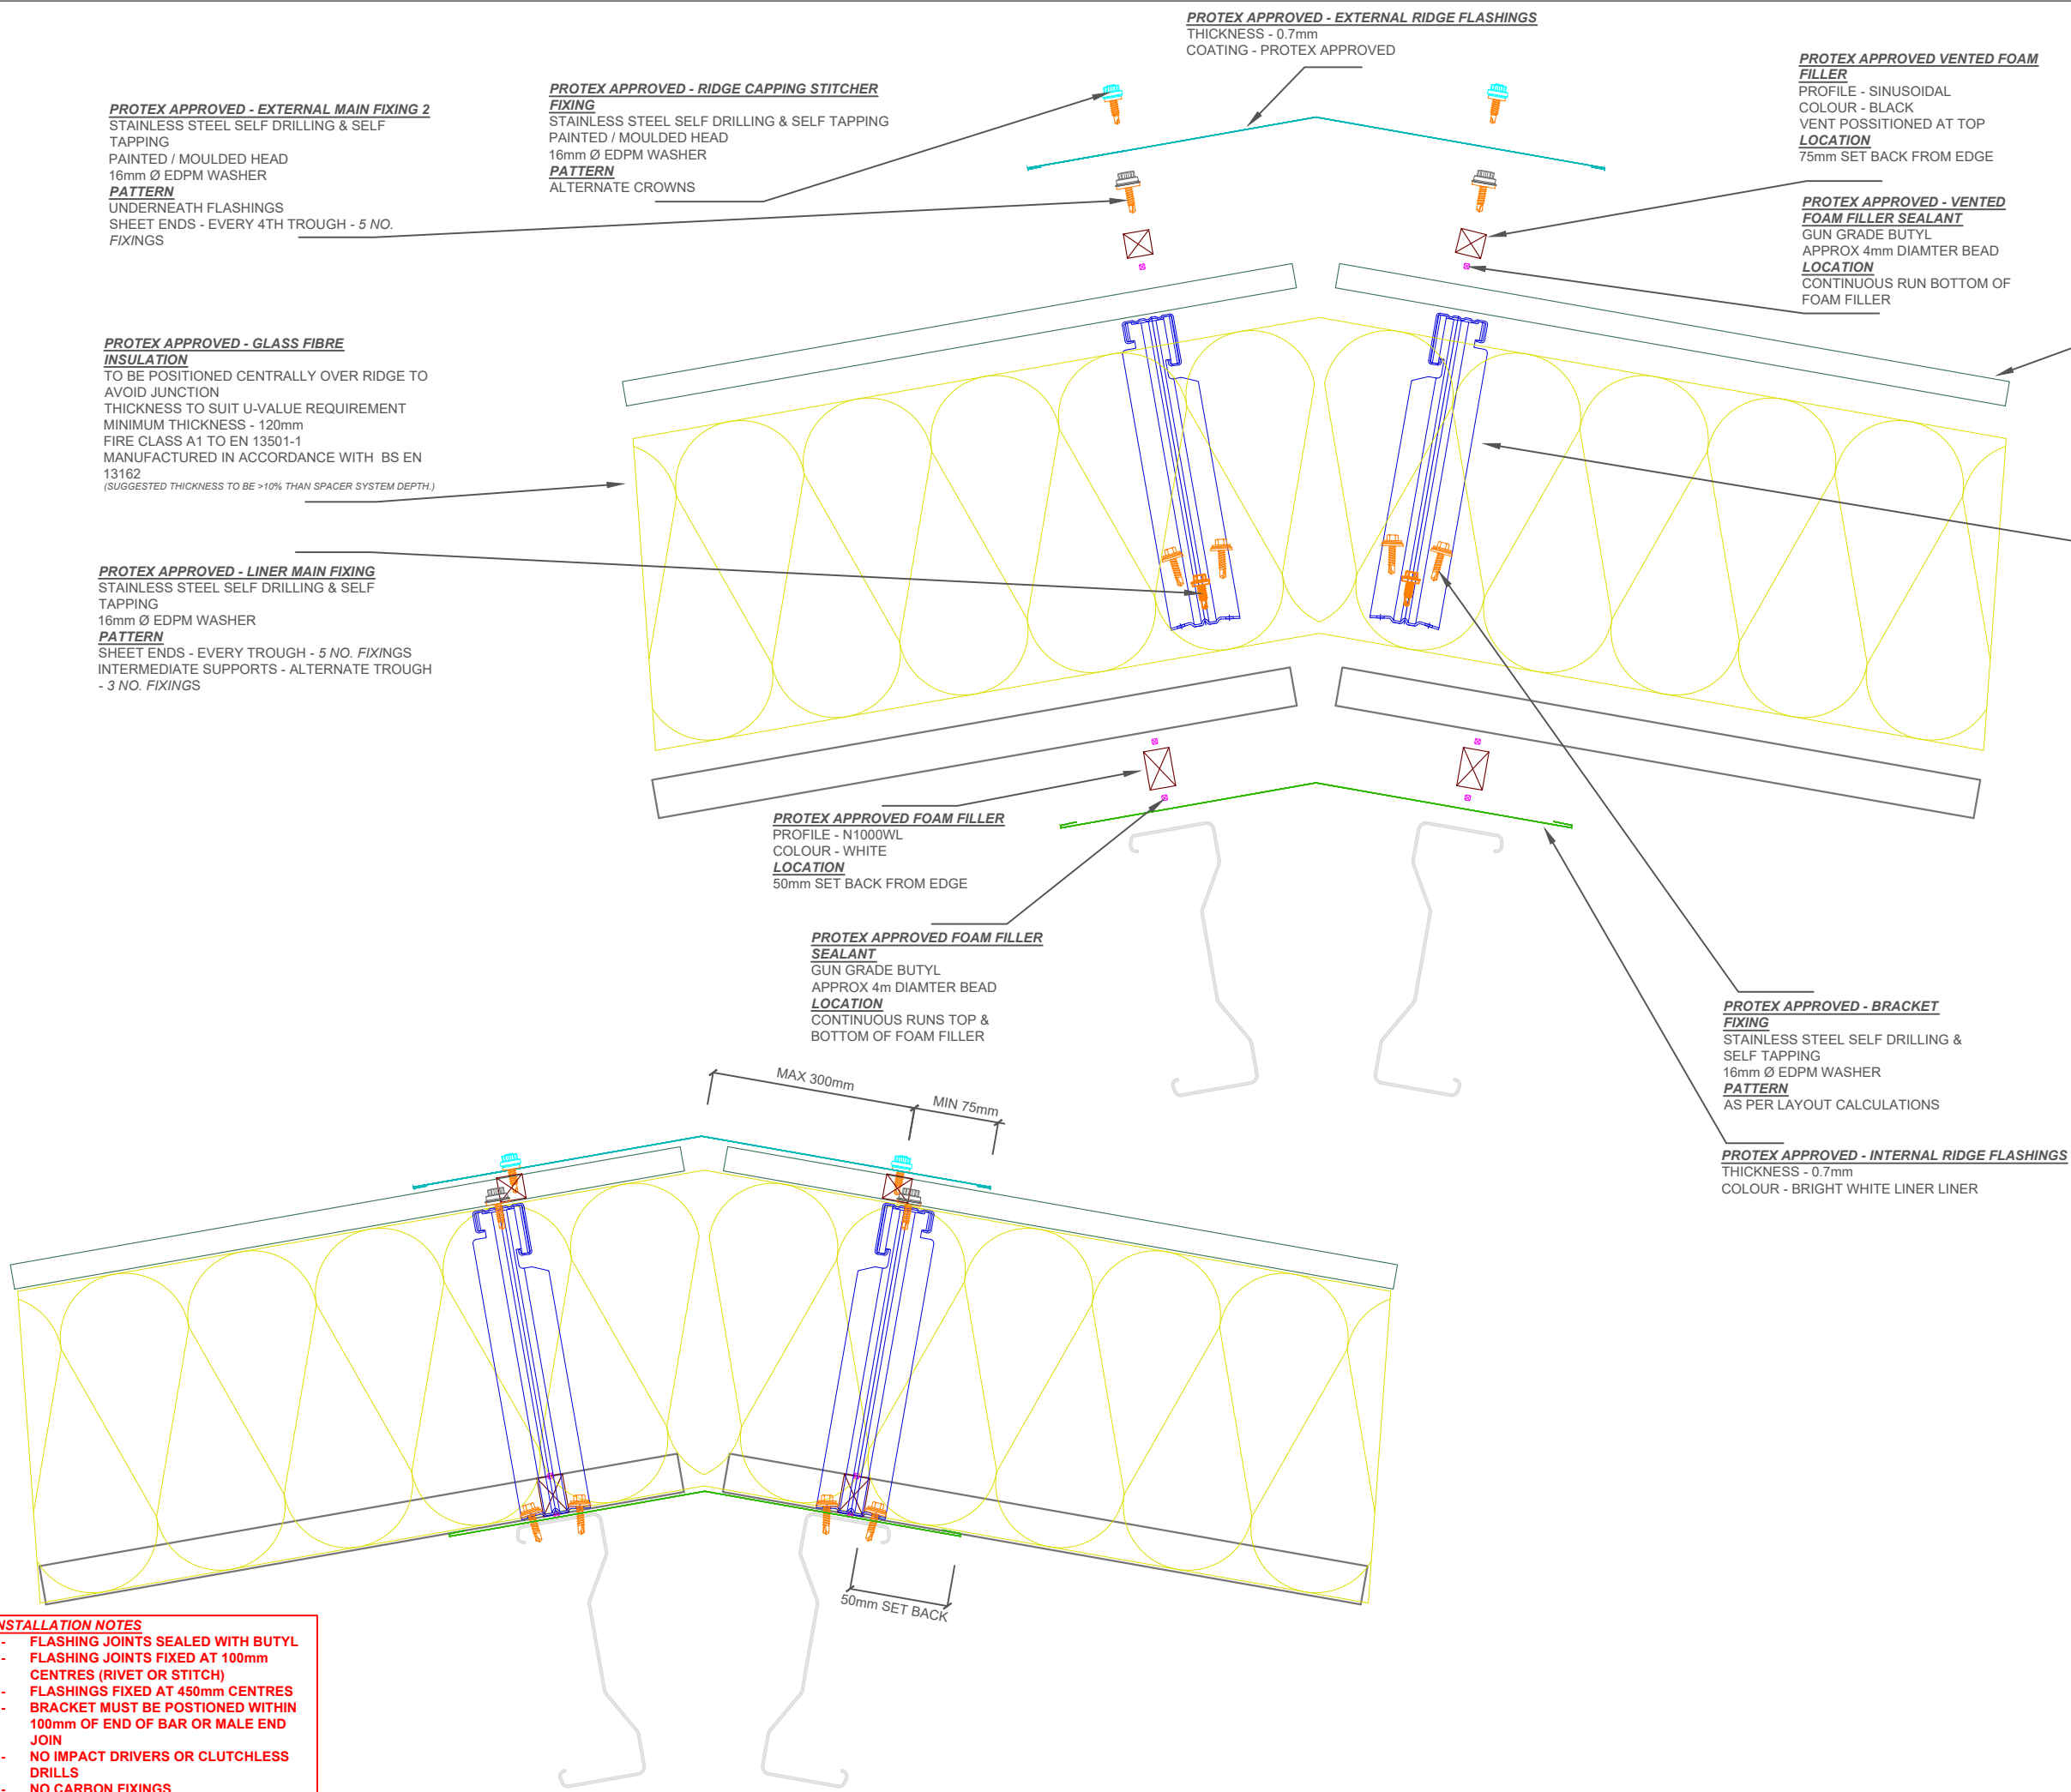 PROTEX APPROVED - EXTERNAL RIDGE FLASHINGS
THICKNESS - 0.7mm
COATING - PROTEX APPROVED
PROTEX APPROVED - EXTERNAL MAIN FIXING 2
STAINLESS STEEL SELF DRILLING & SELF
TAPPING
PAINTED / MOULDED HEAD
16mm Ø EDPM WASHER
PATTERN
UNDERNEATH FLASHINGS
SHEET ENDS - EVERY 4TH TROUGH - 5 NO.
FIXINGS
PROTEX APPROVED - RIDGE CAPPING STITCHER
FIXING
STAINLESS STEEL SELF DRILLING & SELF TAPPING
PAINTED / MOULDED HEAD
16mm Ø EDPM WASHER
PATTERN
ALTERNATE CROWNS
PROTEX APPROVED VENTED FOAM
FILLER
PROFILE - SINUSOIDAL
COLOUR - BLACK
VENT POSSITIONED AT TOP
LOCATION
75mm SET BACK FROM EDGE
PROTEX APPROVED - VENTED
FOAM FILLER SEALANT
GUN GRADE BUTYL
APPROX 4mm DIAMTER BEAD
LOCATION
CONTINUOUS RUN BOTTOM OF
FOAM FILLER
PROTEX APPROVED - GLASS FIBRE
INSULATION
TO BE POSITIONED CENTRALLY OVER RIDGE TO
AVOID JUNCTION
THICKNESS TO SUIT U-VALUE REQUIREMENT
MINIMUM THICKNESS - 120mm
FIRE CLASS A1 TO EN 13501-1
MANUFACTURED IN ACCORDANCE WITH BS EN
13162
(SUGGESTED THICKNESS TO BE >10% THAN SPACER SYSTEM DEPTH.)
PROTEX APPROVED - LINER MAIN FIXING
STAINLESS STEEL SELF DRILLING & SELF
TAPPING
16mm Ø EDPM WASHER
PATTERN
SHEET ENDS - EVERY TROUGH - 5 NO. FIXINGS
INTERMEDIATE SUPPORTS - ALTERNATE TROUGH
- 3 NO. FIXINGS
PROTEX APPROVED FOAM FILLER
PROFILE - N1000WL
COLOUR - WHITE
LOCATION
50mm SET BACK FROM EDGE
PROTEX APPROVED FOAM FILLER
SEALANT
GUN GRADE BUTYL
APPROX 4m DIAMTER BEAD
LOCATION
CONTINUOUS RUNS TOP &
BOTTOM OF FOAM FILLER
PROTEX APPROVED - BRACKET
FIXING
STAINLESS STEEL SELF DRILLING &
SELF TAPPING
16mm Ø EDPM WASHER
PATTERN
AS PER LAYOUT CALCULATIONS
PROTEX APPROVED - INTERNAL RIDGE FLASHINGS
THICKNESS - 0.7mm
COLOUR - BRIGHT WHITE LINER LINER
MAX 300mm
MIN 75mm
50mm SET BACK
NSTALLATION NOTES
- FLASHING JOINTS SEALED WITH BUTYL
- FLASHING JOINTS FIXED AT 100mm
CENTRES (RIVET OR STITCH)
- FLASHINGS FIXED AT 450mm CENTRES
- BRACKET MUST BE POSTIONED WITHIN
100mm OF END OF BAR OR MALE END
JOIN
- NO IMPACT DRIVERS OR CLUTCHLESS
DRILLS
- NO CARBON FIXINGS